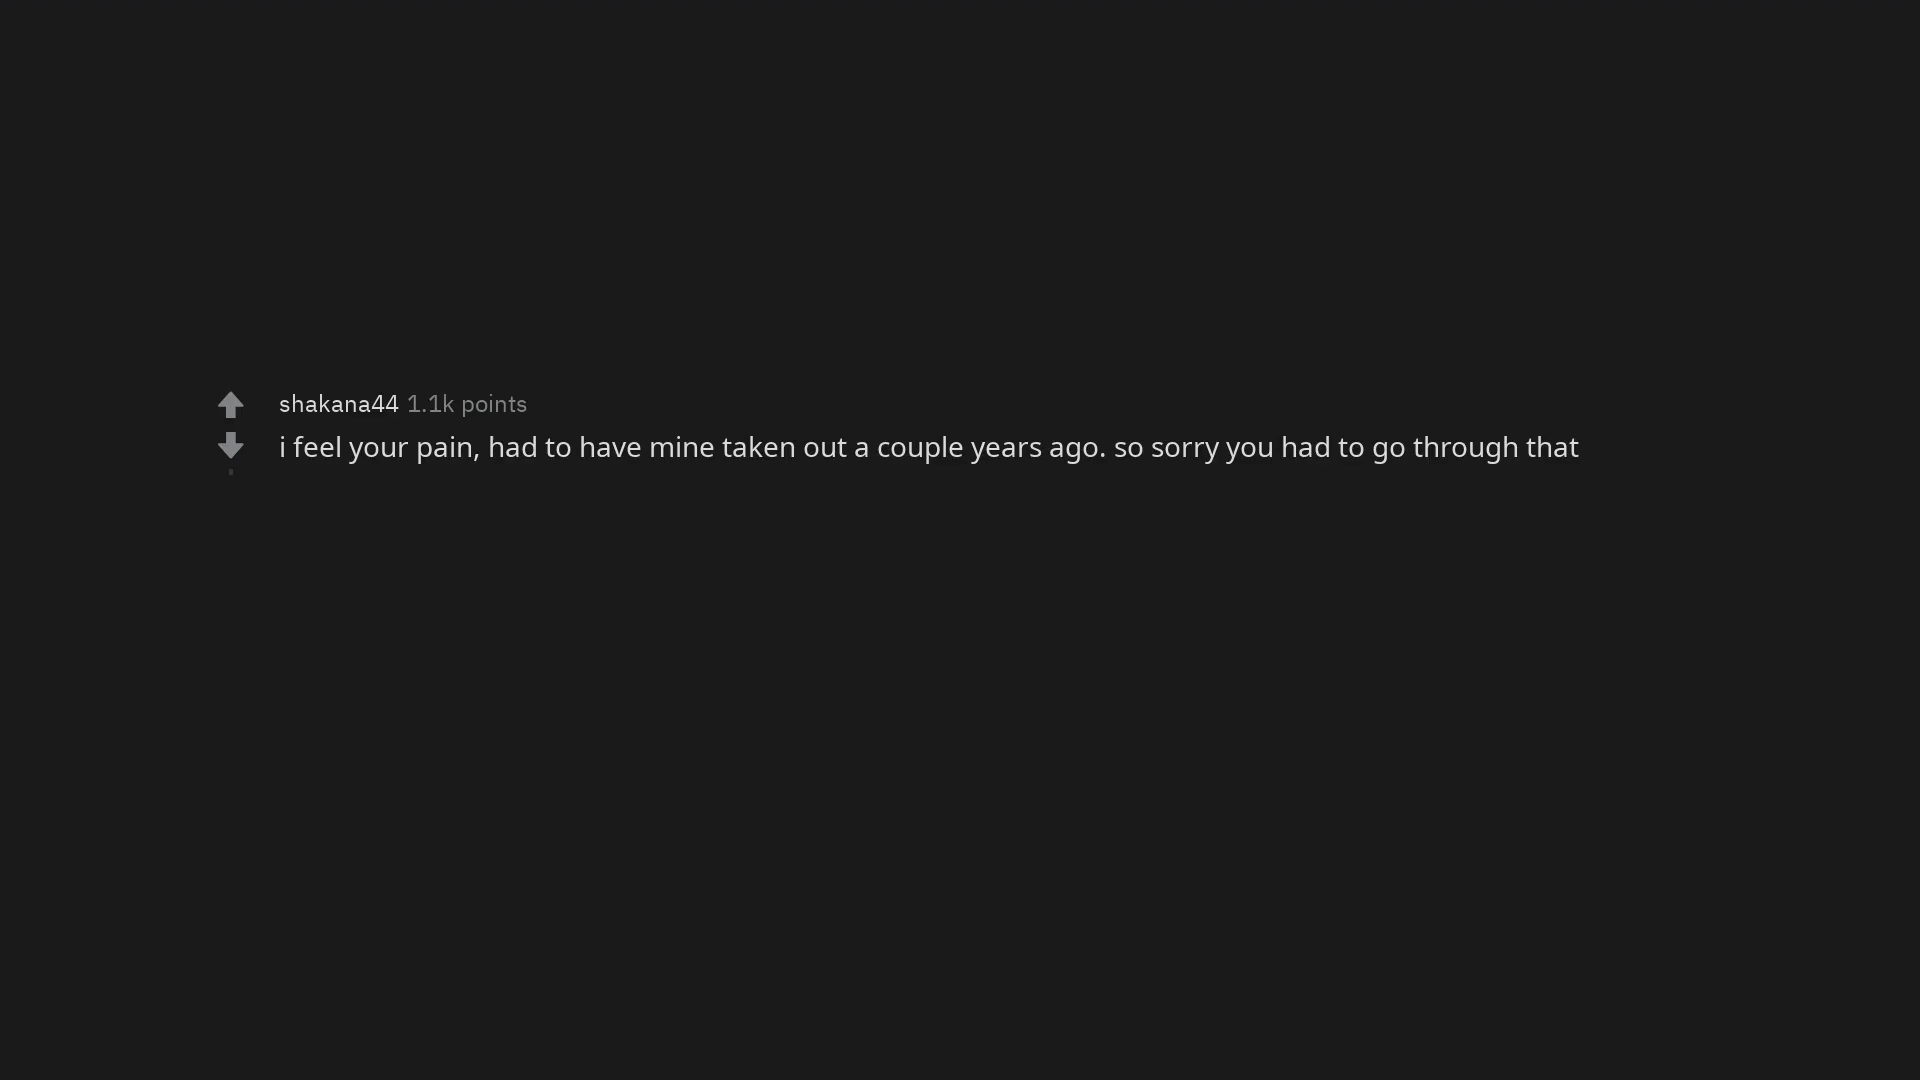 shakana44 1.1k points
i feel your pain, had to have mine taken out a couple years ago. so sorry you had to go through that